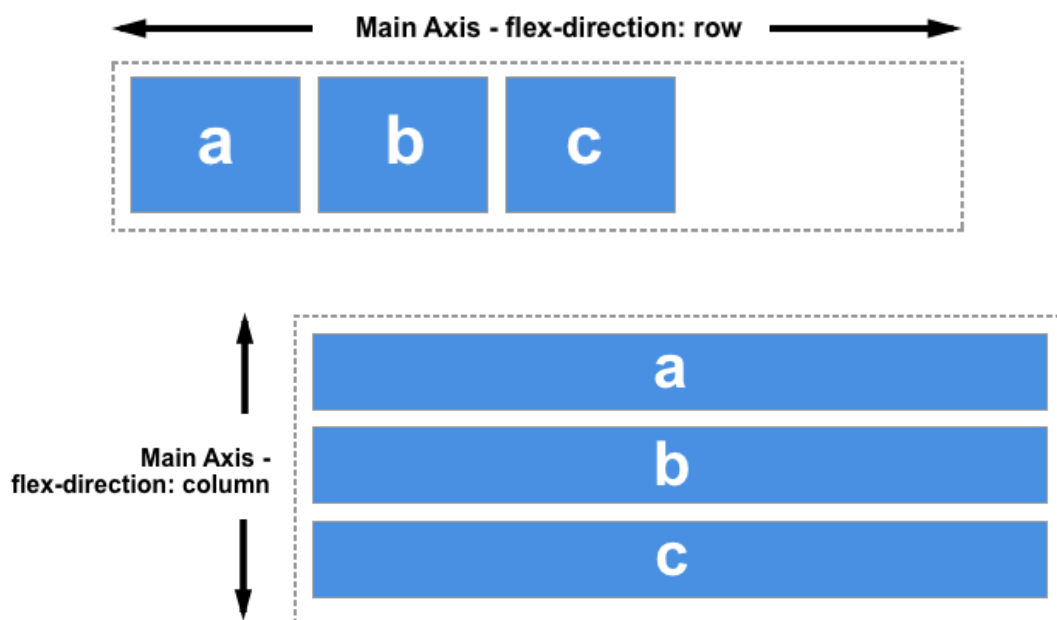 Main Axis - flex-direction: row
a b c
a
b
Main Axis -
flex-direction: column
c